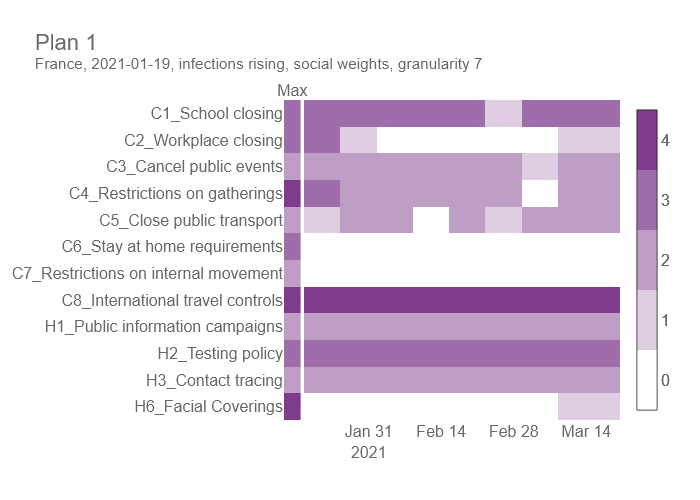 Plan 1
France, 2021-01-19, infections rising, social weights, granularity 7
Max
C1_School closing
C2_Workplace closing
C3_Cancel public events
C4_Restrictions on gatherings
C5_Close public transport
C6_Stay at home requirements
C7_Restrictions on internal movement
C8_International travel controls
H1_Public information campaigns
H2_Testing policy
H3_Contact tracing
H6_Facial Coverings
Jan 31 Feb 14 Feb 28 Mar 14
2021
4
3
2
1
0